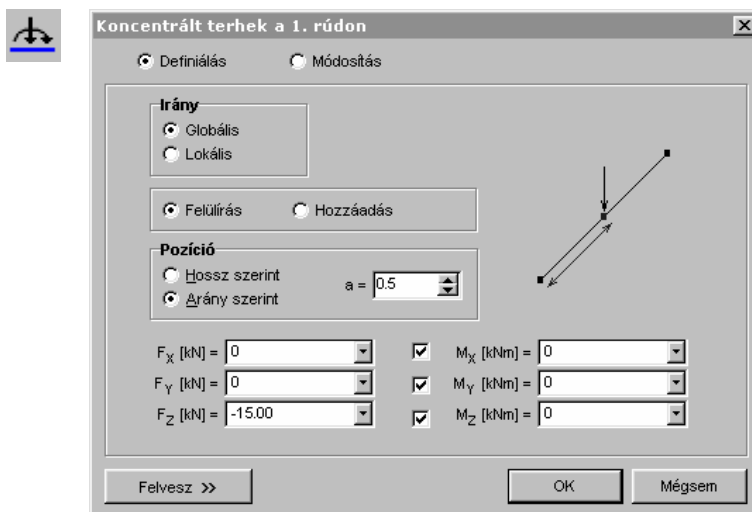 Koncentrált terhek a 1. rúdon
Definiálás Módosítás
Irány
Globális
Lokális
Felülírás Hozzáadás
Pozíció
Hossz szerint
Arány szerint
a = 0.5
FX [kN] = 0 MX [kNm] = 0
FY [kN] = 0 MY [kNm] = 0
FZ [kN] = -15.00 MZ [kNm] = 0
Felvesz >> OK Mégsem